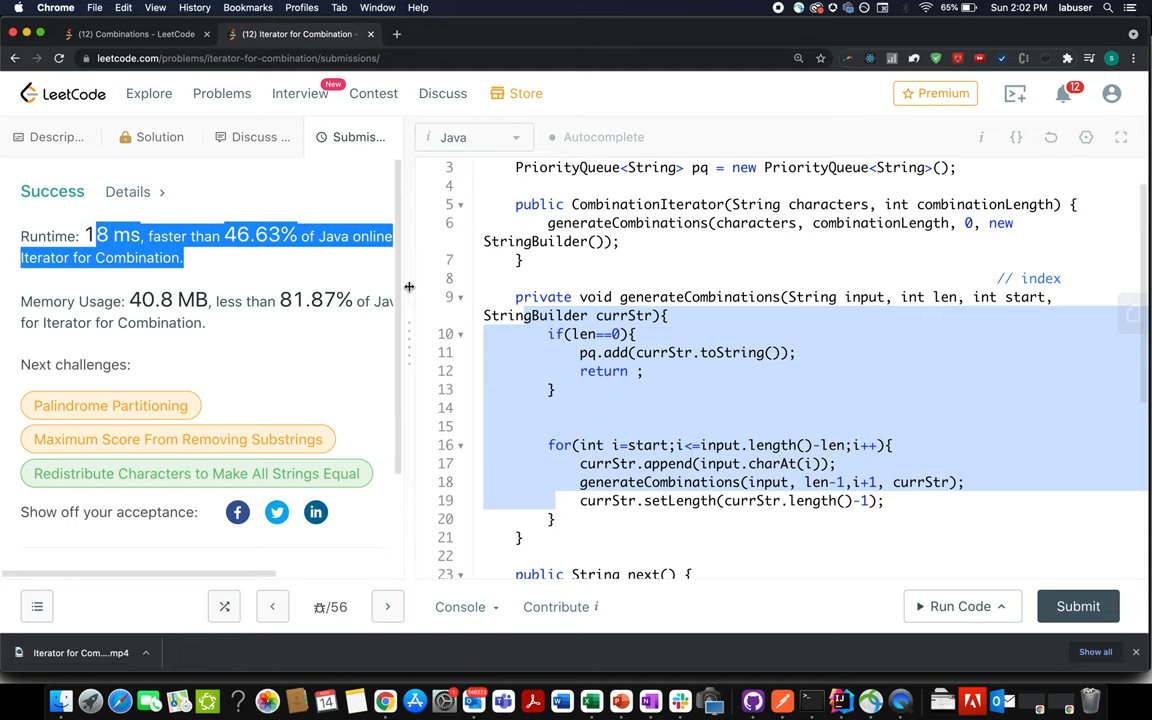 Chrome File Edit View History Bookmarks Profiles Tab Window Help 65% Sun 2:02 PM labuser
(12) Combinations - LeetCode × (12) Iterator for Combination - × +
leetcode.com/problems/iterator-for-combination/submissions/
LeetCode Explore Problems Interview New Contest Discuss Store Premium 12
Descrip... Solution Discuss ... Submiss... i Java Autocomplete i {}
Success Details >
Runtime: 18 ms, faster than 46.63% of Java online
Iterator for Combination.
Memory Usage: 40.8 MB, less than 81.87% of Jav
for Iterator for Combination.
Next challenges:
Palindrome Partitioning
Maximum Score From Removing Substrings
Redistribute Characters to Make All Strings Equal
Show off your acceptance:
3 PriorityQueue<String> pq = new PriorityQueue<String>();
4
5 public CombinationIterator(String characters, int combinationLength) {
6 generateCombinations(characters, combinationLength, 0, new
StringBuilder());
7 }
8 // index
9 private void generateCombinations(String input, int len, int start,
StringBuilder currStr){
10 if(len==0){
11 pq.add(currStr.toString());
12 return ;
13 }
14
15
16 for(int i=start;i<=input.length()-len;i++){
17 currStr.append(input.charAt(i));
18 generateCombinations(input, len-1,i+1, currStr);
19 currStr.setLength(currStr.length()-1);
20 }
21 }
22
23 public String next() {
/56 Console Contribute i Run Code Submit
Iterator for Com....mp4 Show all ×